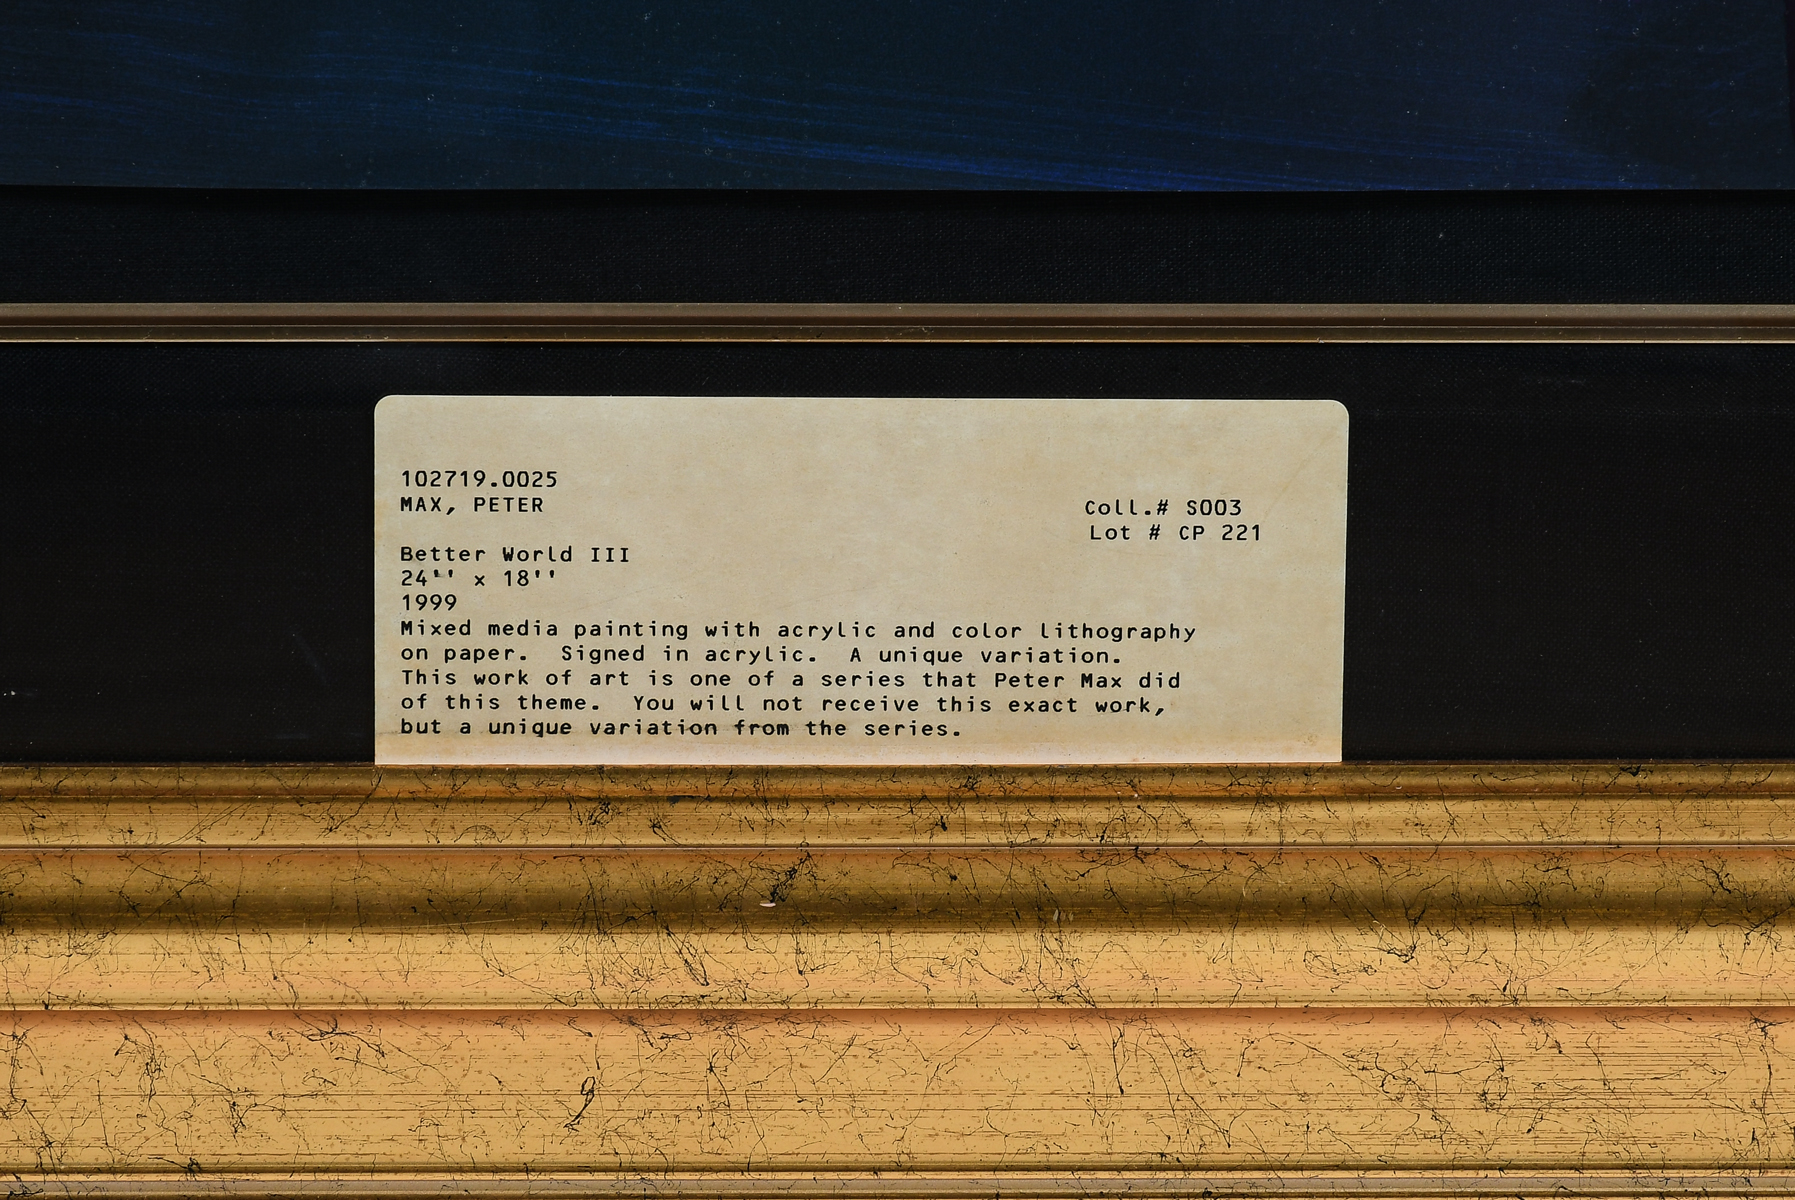 102719.0025
MAX, PETER
Coll.# S003
Lot # CP 221
Better World III
24'' x 18''
1999
Mixed media painting with acrylic and color lithography
on paper.  Signed in acrylic.  A unique variation.
This work of art is one of a series that Peter Max did
of this theme.  You will not receive this exact work,
but a unique variation from the series.